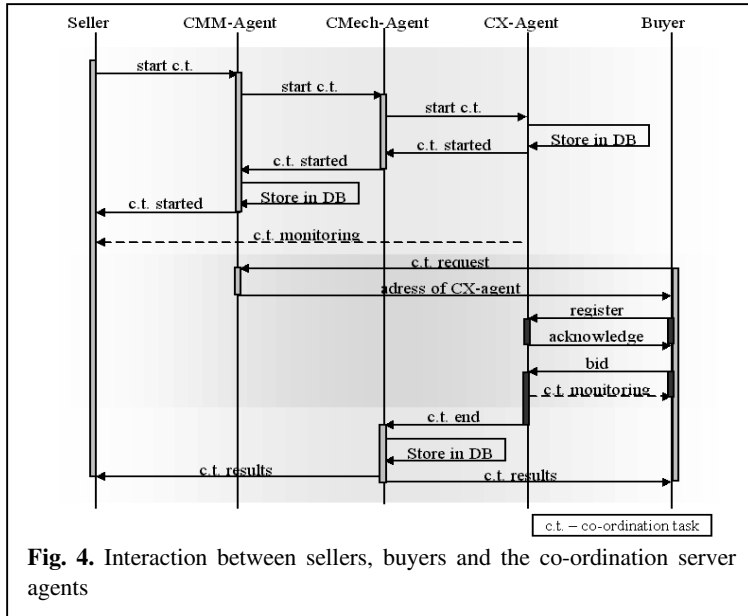 Seller CMM-Agent CMech-Agent CX-Agent Buyer
start c.t.
start c.t.
start c.t.
Store in DB
c.t. started
c.t. started
Store in DB
c.t. started
c.t. monitoring
c.t. request
adress of CX-agent
register
acknowledge
bid
c.t. monitoring
c.t. end
Store in DB
c.t. results
c.t. results
c.t. – co-ordination task
Fig. 4. Interaction between sellers, buyers and the co-ordination server
agents